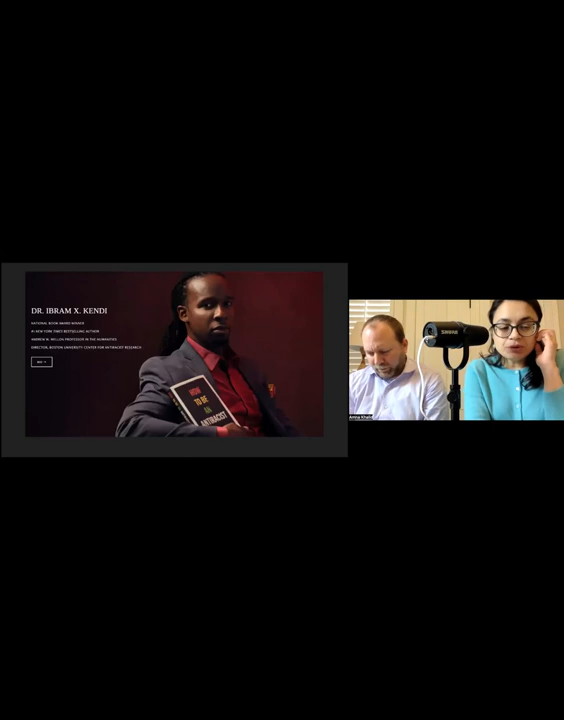 DR. IBRAM X. KENDI
NATIONAL BOOK AWARD WINNER
#1 NEW YORK TIMES BESTSELLING AUTHOR
ANDREW W. MELLON PROFESSOR IN THE HUMANITIES
DIRECTOR, BOSTON UNIVERSITY CENTER FOR ANTIRACIST RESEARCH
HOW
TO BE
AN
ANTIRACIST
SHURE